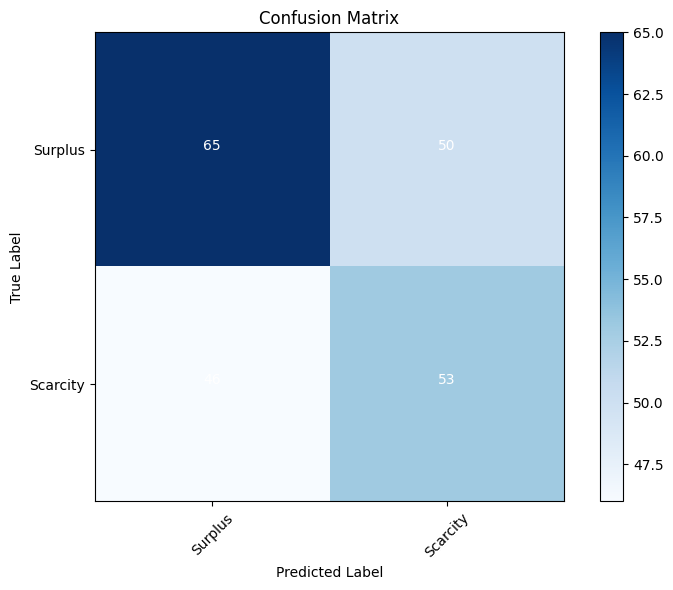 Confusion Matrix
65.0
Surplus 65 50
62.5
60.0
57.5
True Label
55.0
52.5
Scarcity 53
50.0
47.5
Surplus Scarcity
Predicted Label